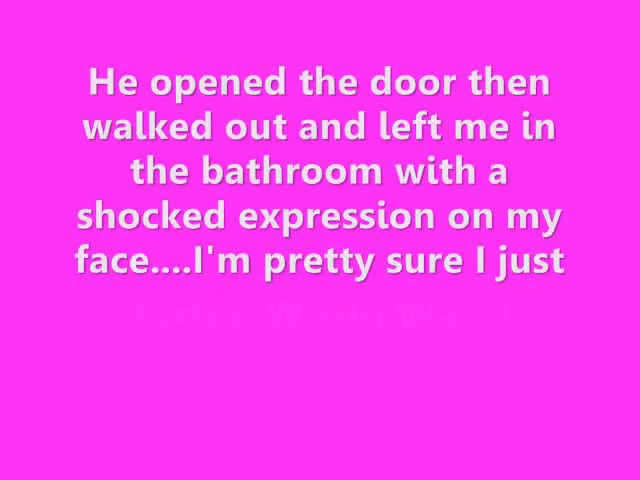 He opened the door then
walked out and left me in
the bathroom with a
shocked expression on my
face....I'm pretty sure I just